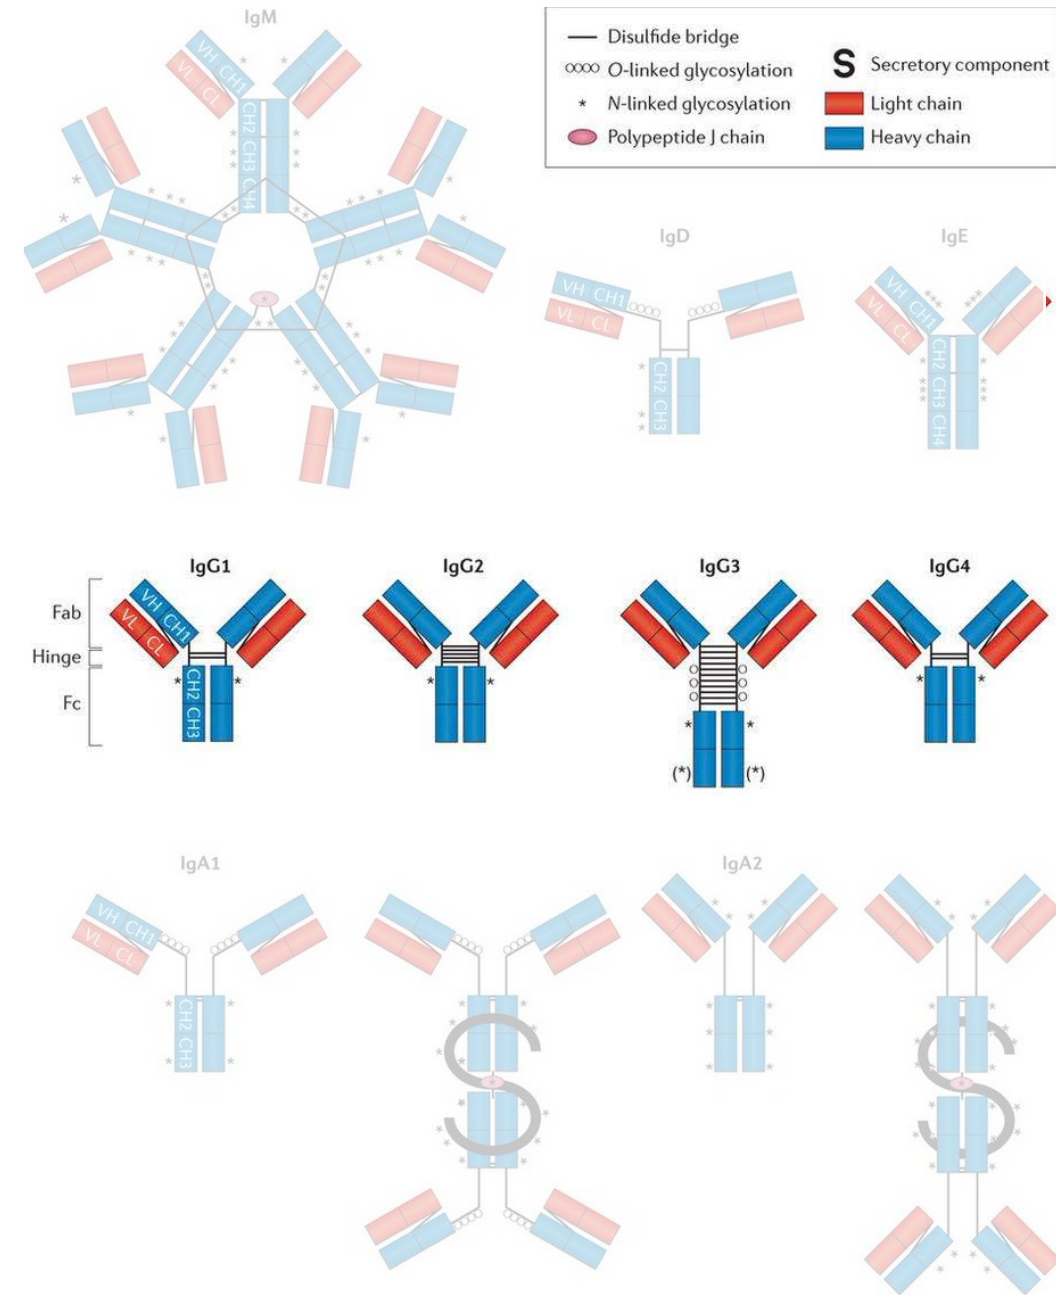 IgM
VH CH1
VL CL
CH2 CH3 CH4
Disulfide bridge
O-linked glycosylation
* N-linked glycosylation
Polypeptide J chain
S Secretory component
Light chain
Heavy chain
IgD
VH CH1
VL CL
CH2 CH3
IgE
VH CH1
VL CL
CH2 CH3 CH4
IgG1
IgG2
IgG3
IgG4
Fab
Hinge
Fc
VH CH1
VL CL
CH2 CH3
(*) (*)
IgA1
VH CH1
VL CL
CH2 CH3
S
IgA2
S